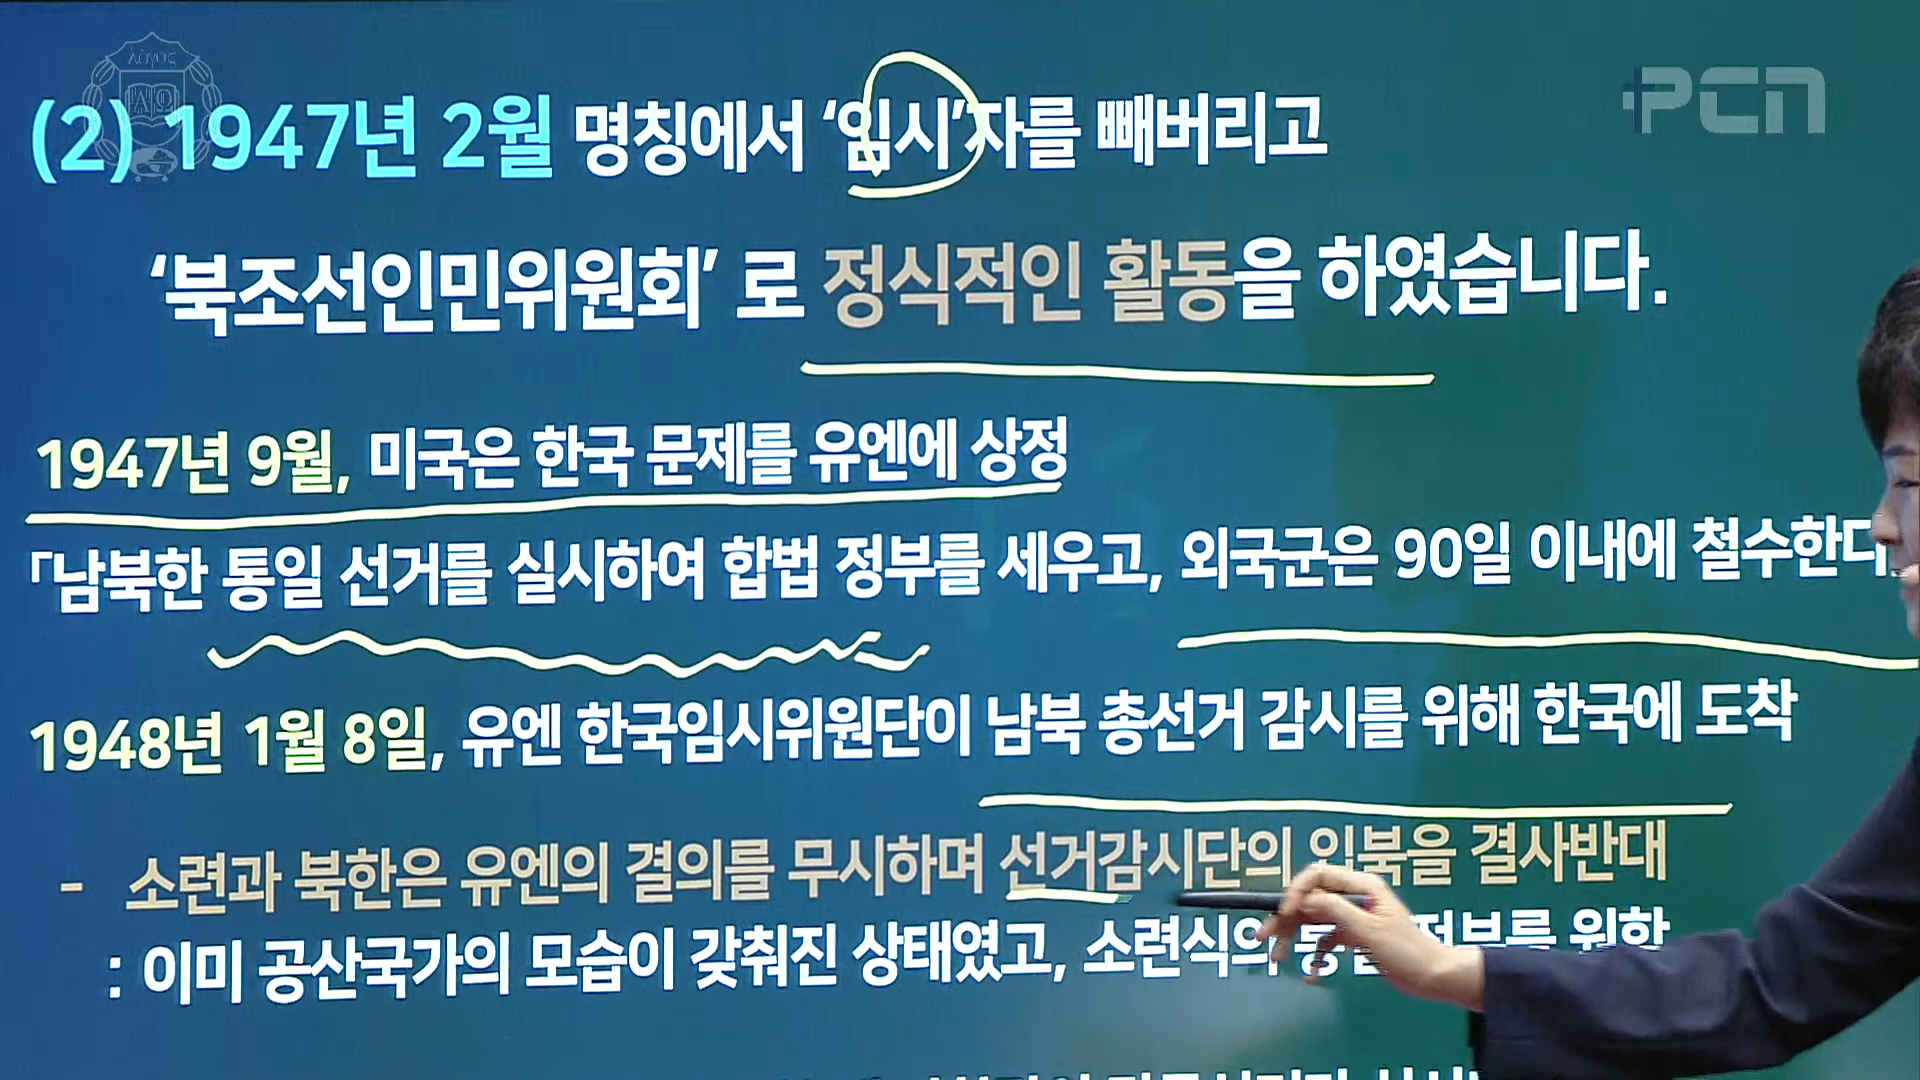 λόγος
ΑΩ
PCN
(2) 1947년 2월 명칭에서 ‘임시’자를 빼버리고
‘북조선인민위원회’ 로 정식적인 활동을 하였습니다.
1947년 9월, 미국은 한국 문제를 유엔에 상정
「남북한 통일 선거를 실시하여 합법 정부를 세우고, 외국군은 90일 이내에 철수한다」
1948년 1월 8일, 유엔 한국임시위원단이 남북 총선거 감시를 위해 한국에 도착
- 소련과 북한은 유엔의 결의를 무시하며 선거감시단의 입북을 결사반대
: 이미 공산국가의 모습이 갖춰진 상태였고, 소련식의 정부를 원함